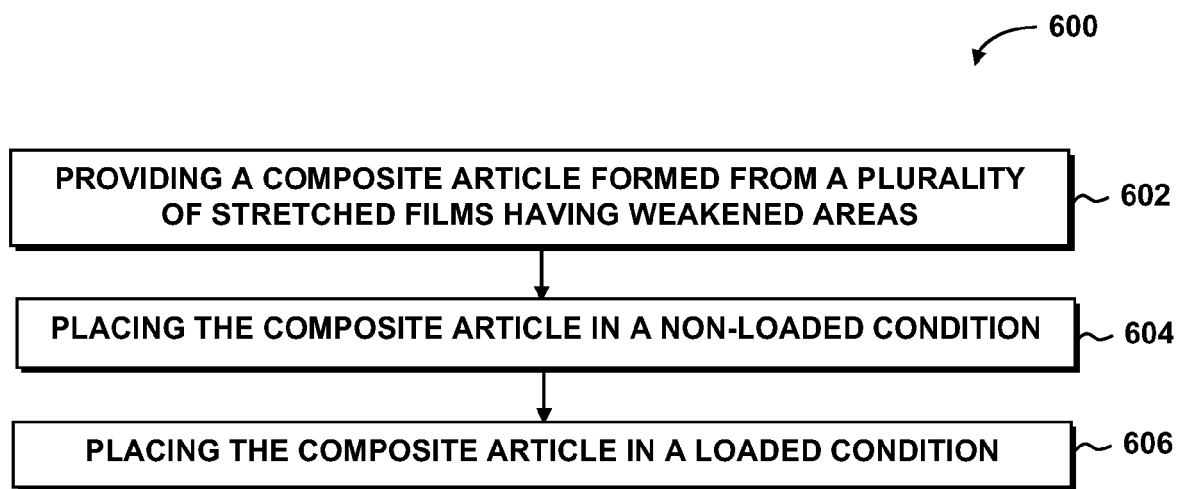 600
PROVIDING A COMPOSITE ARTICLE FORMED FROM A PLURALITY
OF STRETCHED FILMS HAVING WEAKENED AREAS
602
PLACING THE COMPOSITE ARTICLE IN A NON-LOADED CONDITION
604
PLACING THE COMPOSITE ARTICLE IN A LOADED CONDITION
606